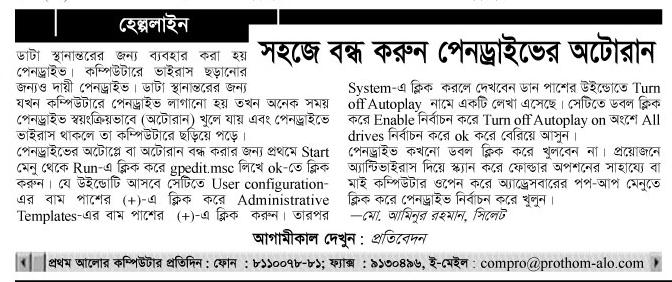 হেল্পলাইন
সহজে বন্ধ করুন পেনড্রাইভের অটোরান
ডাটা স্থানান্তরের জন্য ব্যবহার করা হয়
পেনড্রাইভ। কম্পিউটারে ভাইরাস ছড়ানোর
জন্যও দায়ী পেনড্রাইভ। ডাটা স্থানান্তরের জন্য
যখন কম্পিউটারে পেনড্রাইভ লাগানো হয় তখন অনেক সময়
পেনড্রাইভ স্বয়ংক্রিয়ভাবে (অটোরান) খুলে যায় এবং পেনড্রাইভে
ভাইরাস থাকলে তা কম্পিউটারে ছড়িয়ে পড়ে।
পেনড্রাইভের অটোপ্লে বা অটোরান বন্ধ করার জন্য প্রথমে Start
মেনু থেকে Run-এ ক্লিক করে gpedit.msc লিখে ok-তে ক্লিক
করুন। যে উইন্ডোটি আসবে সেটিতে User configuration-
এর বাম পাশের (+)-এ ক্লিক করে Administrative
Templates-এর বাম পাশের (+)-এ ক্লিক করুন। তারপর
System-এ ক্লিক করলে দেখবেন ডান পাশের উইন্ডোতে Turn
off Autoplay নামে একটি লেখা এসেছে। সেটিতে ডবল ক্লিক
করে Enable নির্বাচন করে Turn off Autoplay on অংশে All
drives নির্বাচন করে ok করে বেরিয়ে আসুন।
পেনড্রাইভ কখনো ডবল ক্লিক করে খুলবেন না। প্রয়োজনে
অ্যান্টিভাইরাস দিয়ে স্ক্যান করে ফোল্ডার অপশনের সাহায্যে বা
মাই কম্পিউটার ওপেন করে অ্যাড্রেসবারের পপ-আপ মেনুতে
ক্লিক করে পেনড্রাইভ নির্বাচন করে খুলুন।
—মো. আমিনুর রহমান, সিলেট
আগামীকাল দেখুন : প্রতিবেদন
প্রথম আলোর কম্পিউটার প্রতিদিন : ফোন : ৮১১০০৭৮-৮১; ফ্যাক্স : ৯১৩০৪৯৬, ই-মেইল : compro@prothom-alo.com